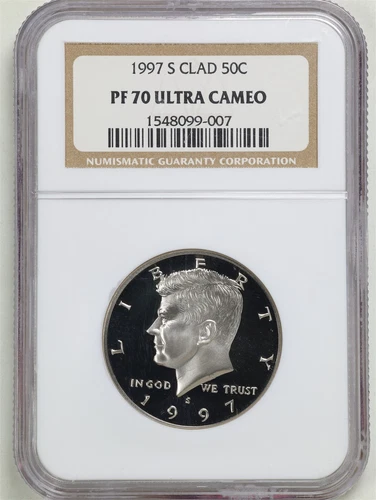 1997 S CLAD 50C
PF 70 ULTRA CAMEO
1548099-007
NUMISMATIC GUARANTY CORPORATION
LIBERTY
IN GOD WE TRUST
S
1997